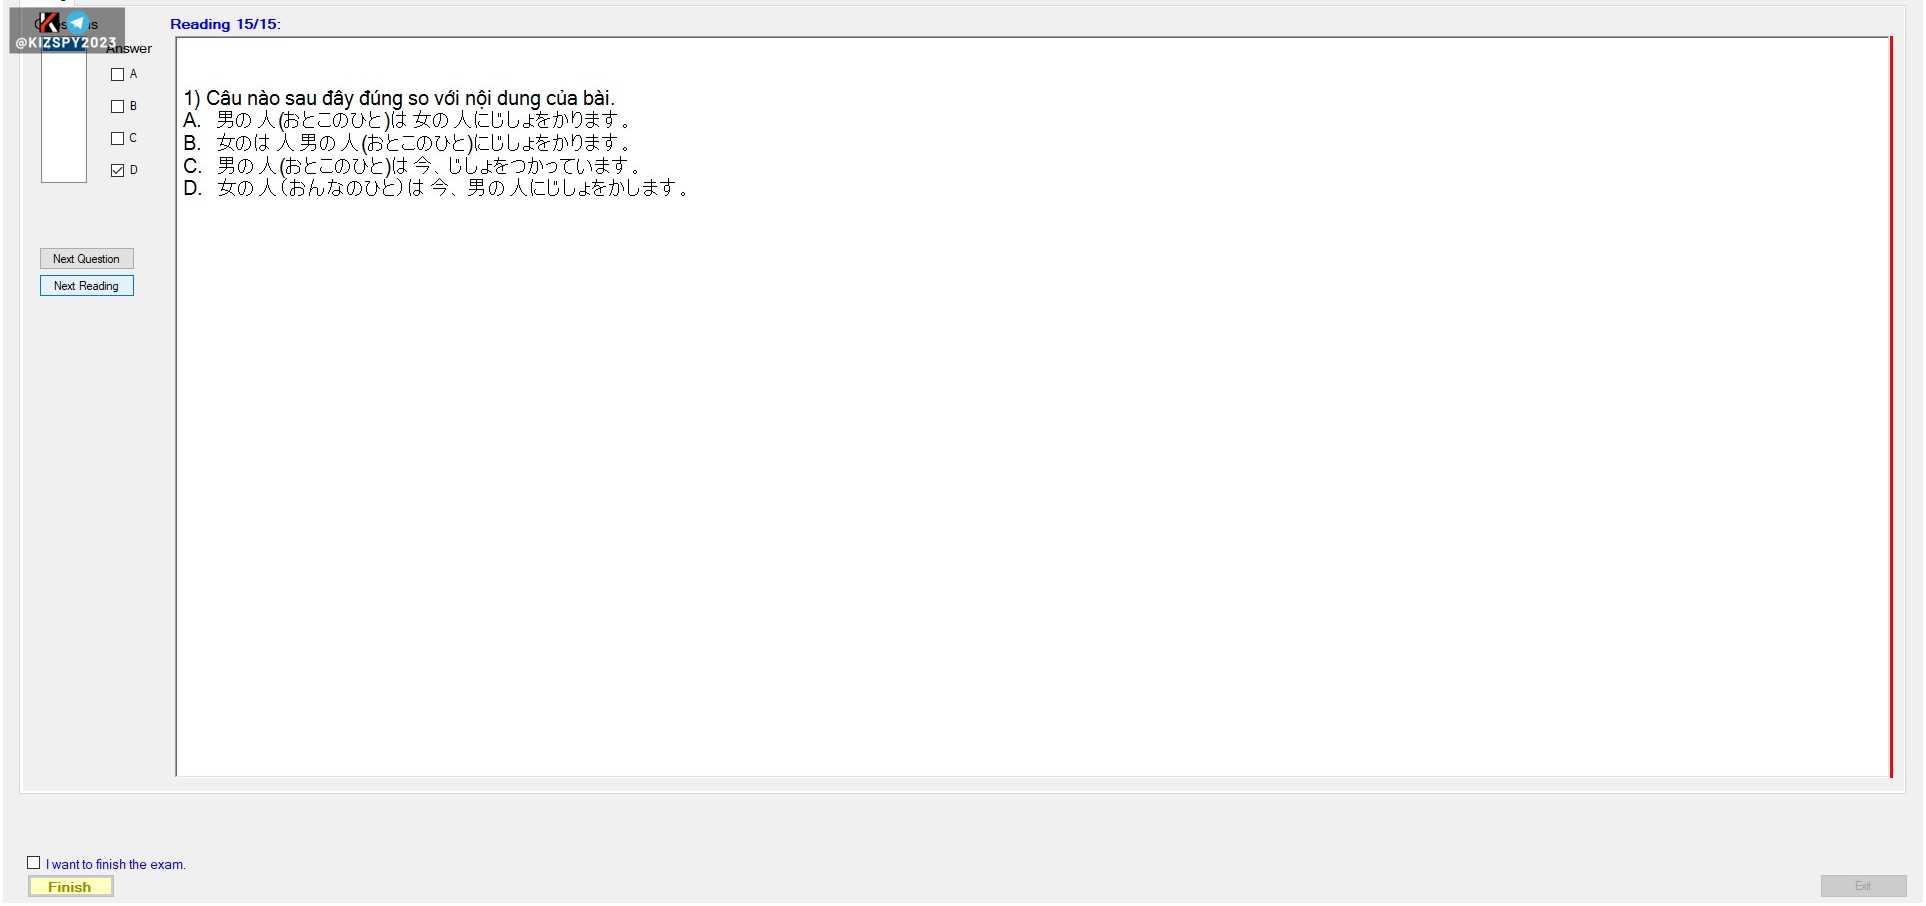 Reading 15/15:
@KIZSPY2023
Answer
A
B
C
D
1) Câu nào sau đây đúng so với nội dung của bài.
A. 男の 人(おとこのひと)は 女の 人にじしょをかります。
B. 女のは 人 男の 人(おとこのひと)にじしょをかります。
C. 男の 人(おとこのひと)は 今、じしょをつかっています。
D. 女の 人(おんなのひと)は 今、男の 人にじしょをかします。
Next Question
Next Reading
I want to finish the exam.
Finish
Exit